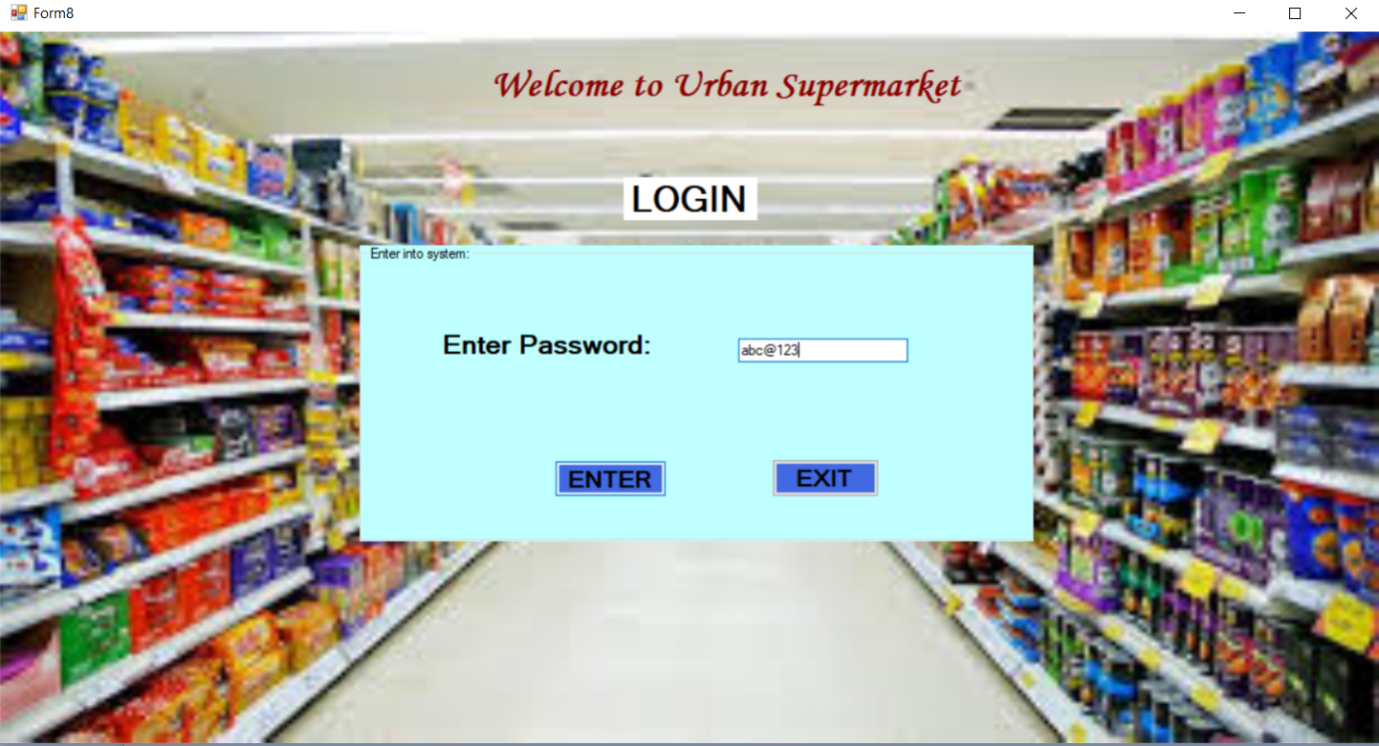 Form8
Welcome to Urban Supermarket
LOGIN
Enter into system:
Enter Password:
abc@123
ENTER
EXIT